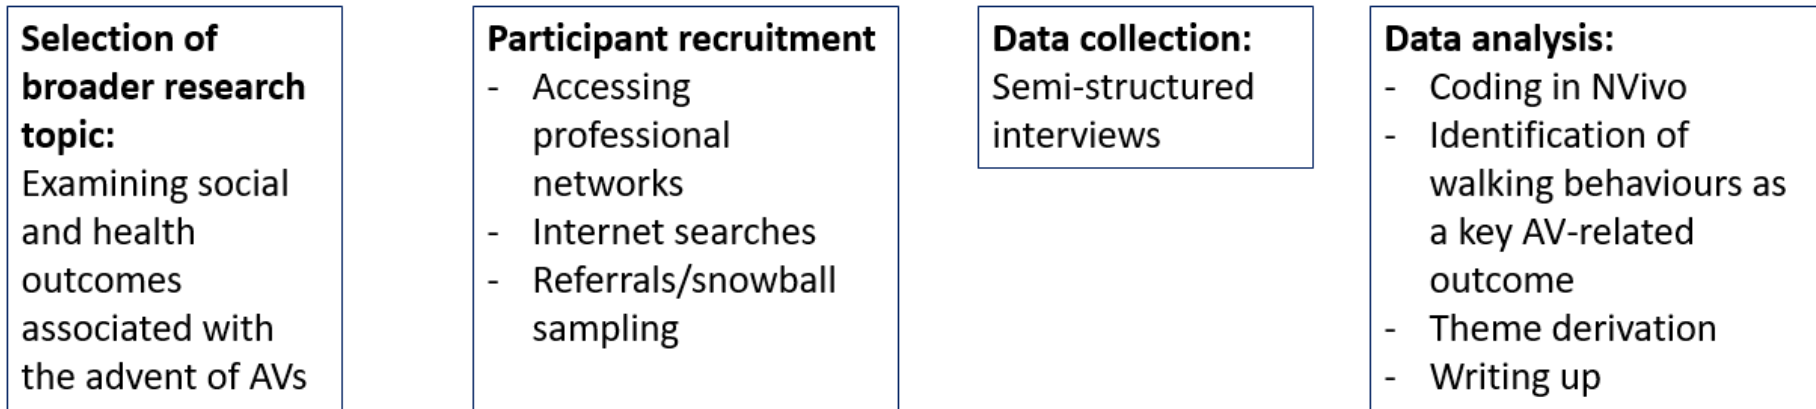 Selection of
broader research
topic:
Examining social
and health
outcomes
associated with
the advent of AVs
Participant recruitment
- Accessing
professional
networks
- Internet searches
- Referrals/snowball
sampling
Data collection:
Semi-structured
interviews
Data analysis:
- Coding in NVivo
- Identification of
walking behaviours as
a key AV-related
outcome
- Theme derivation
- Writing up